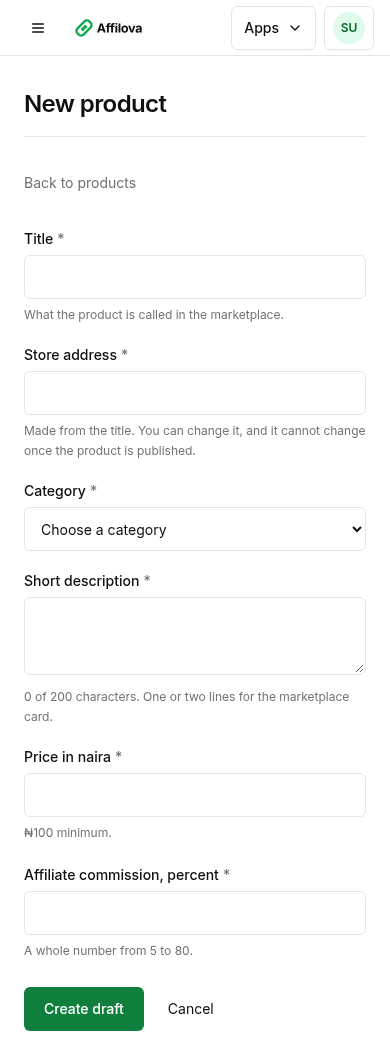 Affilova
Apps
SU
New product
Back to products
Title *
What the product is called in the marketplace.
Store address *
Made from the title. You can change it, and it cannot change
once the product is published.
Category *
Choose a category
Short description *
0 of 200 characters. One or two lines for the marketplace
card.
Price in naira *
₦100 minimum.
Affiliate commission, percent *
A whole number from 5 to 80.
Create draft
Cancel